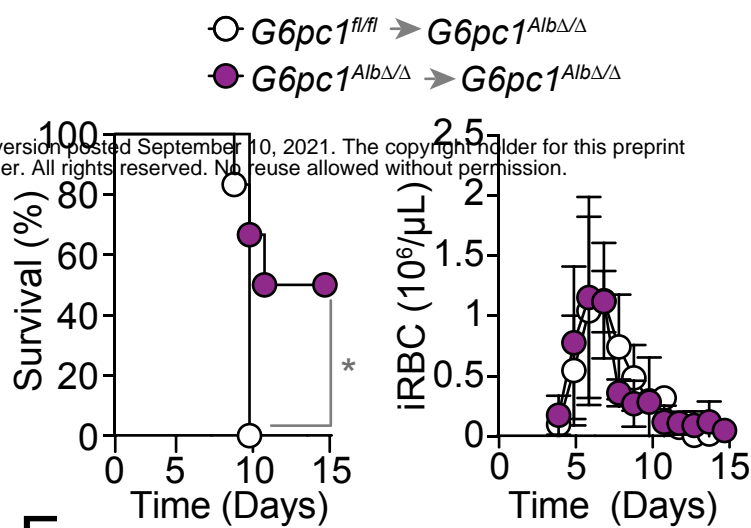 G6pc1fl/fl → G6pc1AlbΔ/Δ
G6pc1AlbΔ/Δ → G6pc1AlbΔ/Δ
version posted September 10, 2021. The copyright holder for this preprint
er. All rights reserved. No reuse allowed without permission.
Survival (%)
100
80
60
40
20
0
0 5 10 15
Time (Days)
*
iRBC (10⁶/µL)
2.5
2
1.5
1
0.5
0
0 5 10 15
Time (Days)